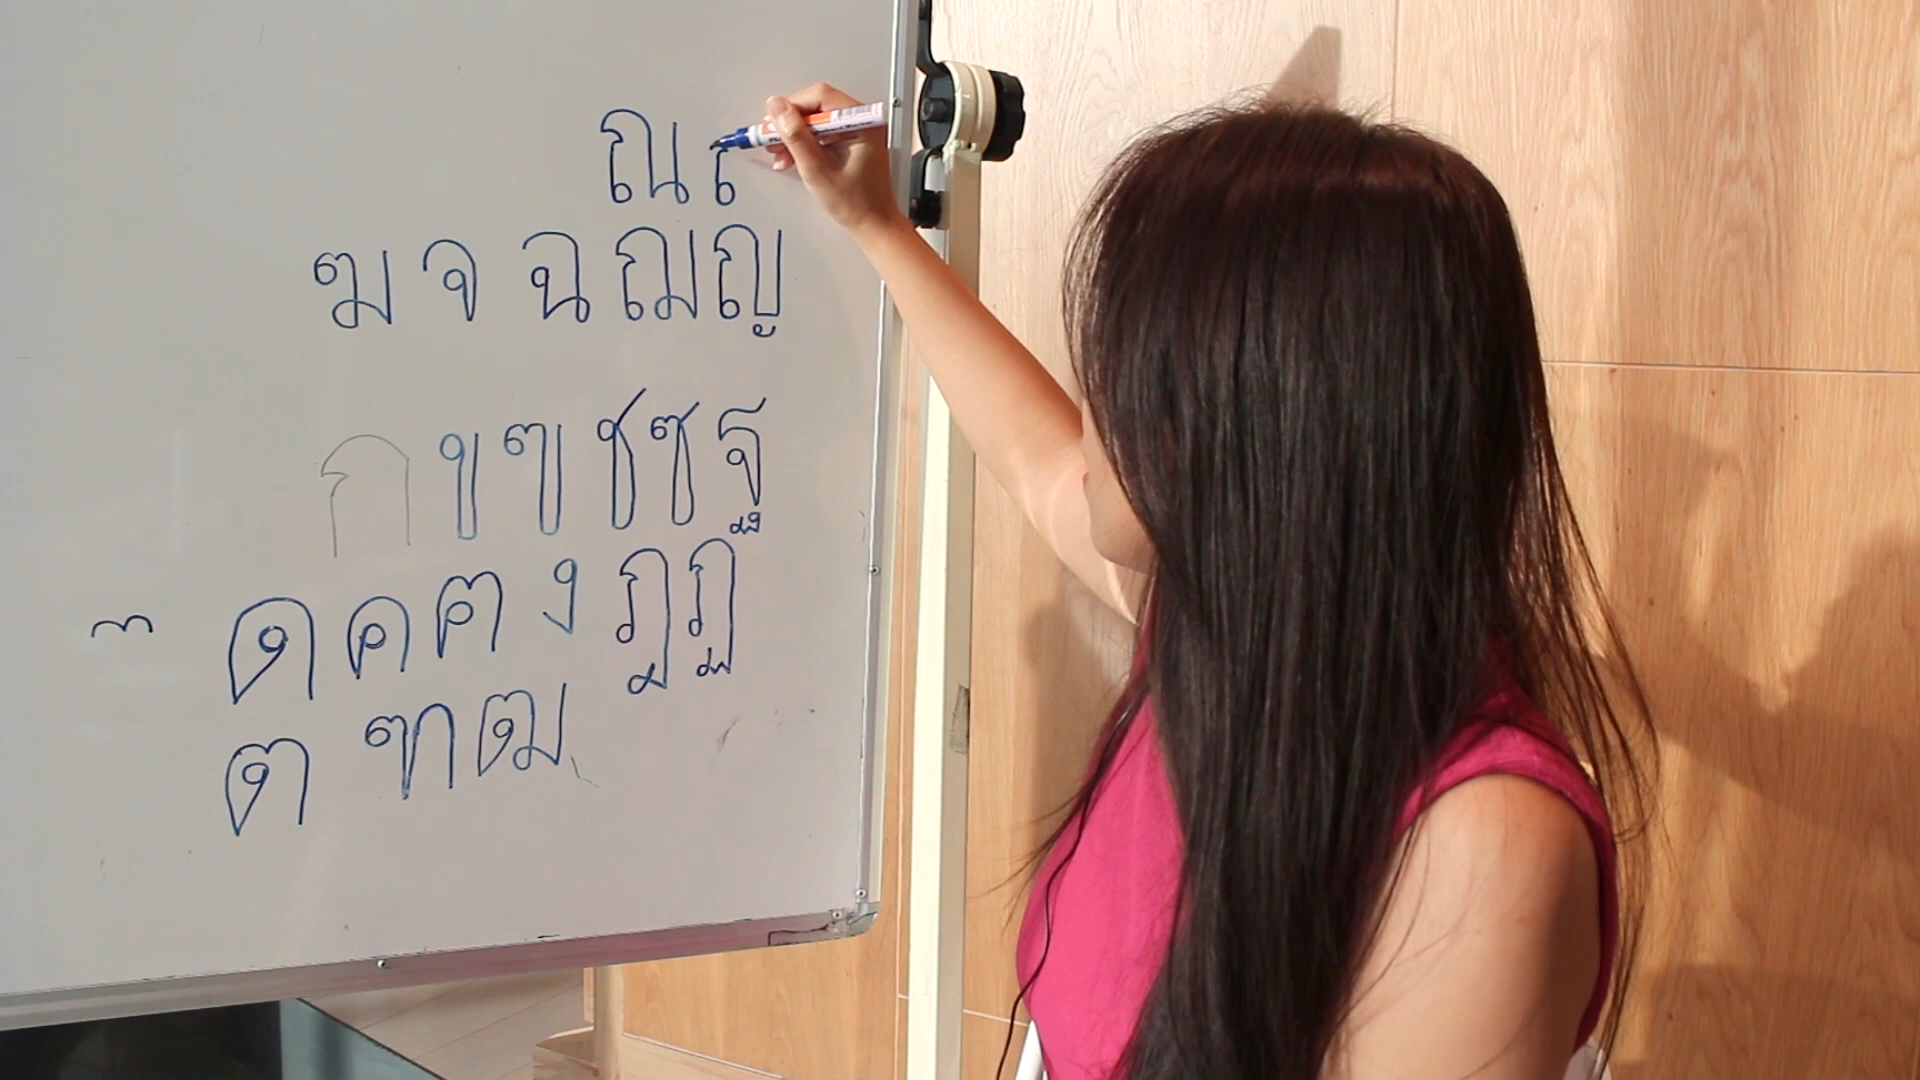 ณ
ฆ จ ฉ ฌ ญ
ก ข ฃ ช ซ ฐ
ด ค ฅ ง ฎ ฏ
ต ฑ ฒ